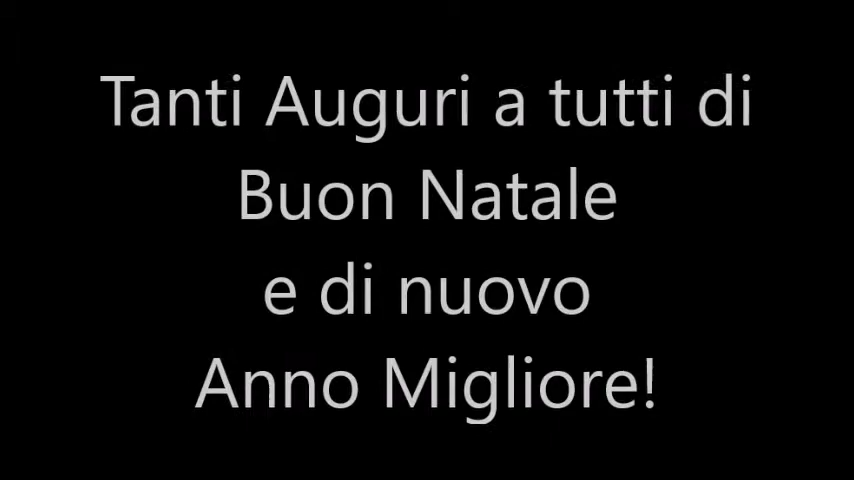 Tanti Auguri a tutti di
Buon Natale
e di nuovo
Anno Migliore!